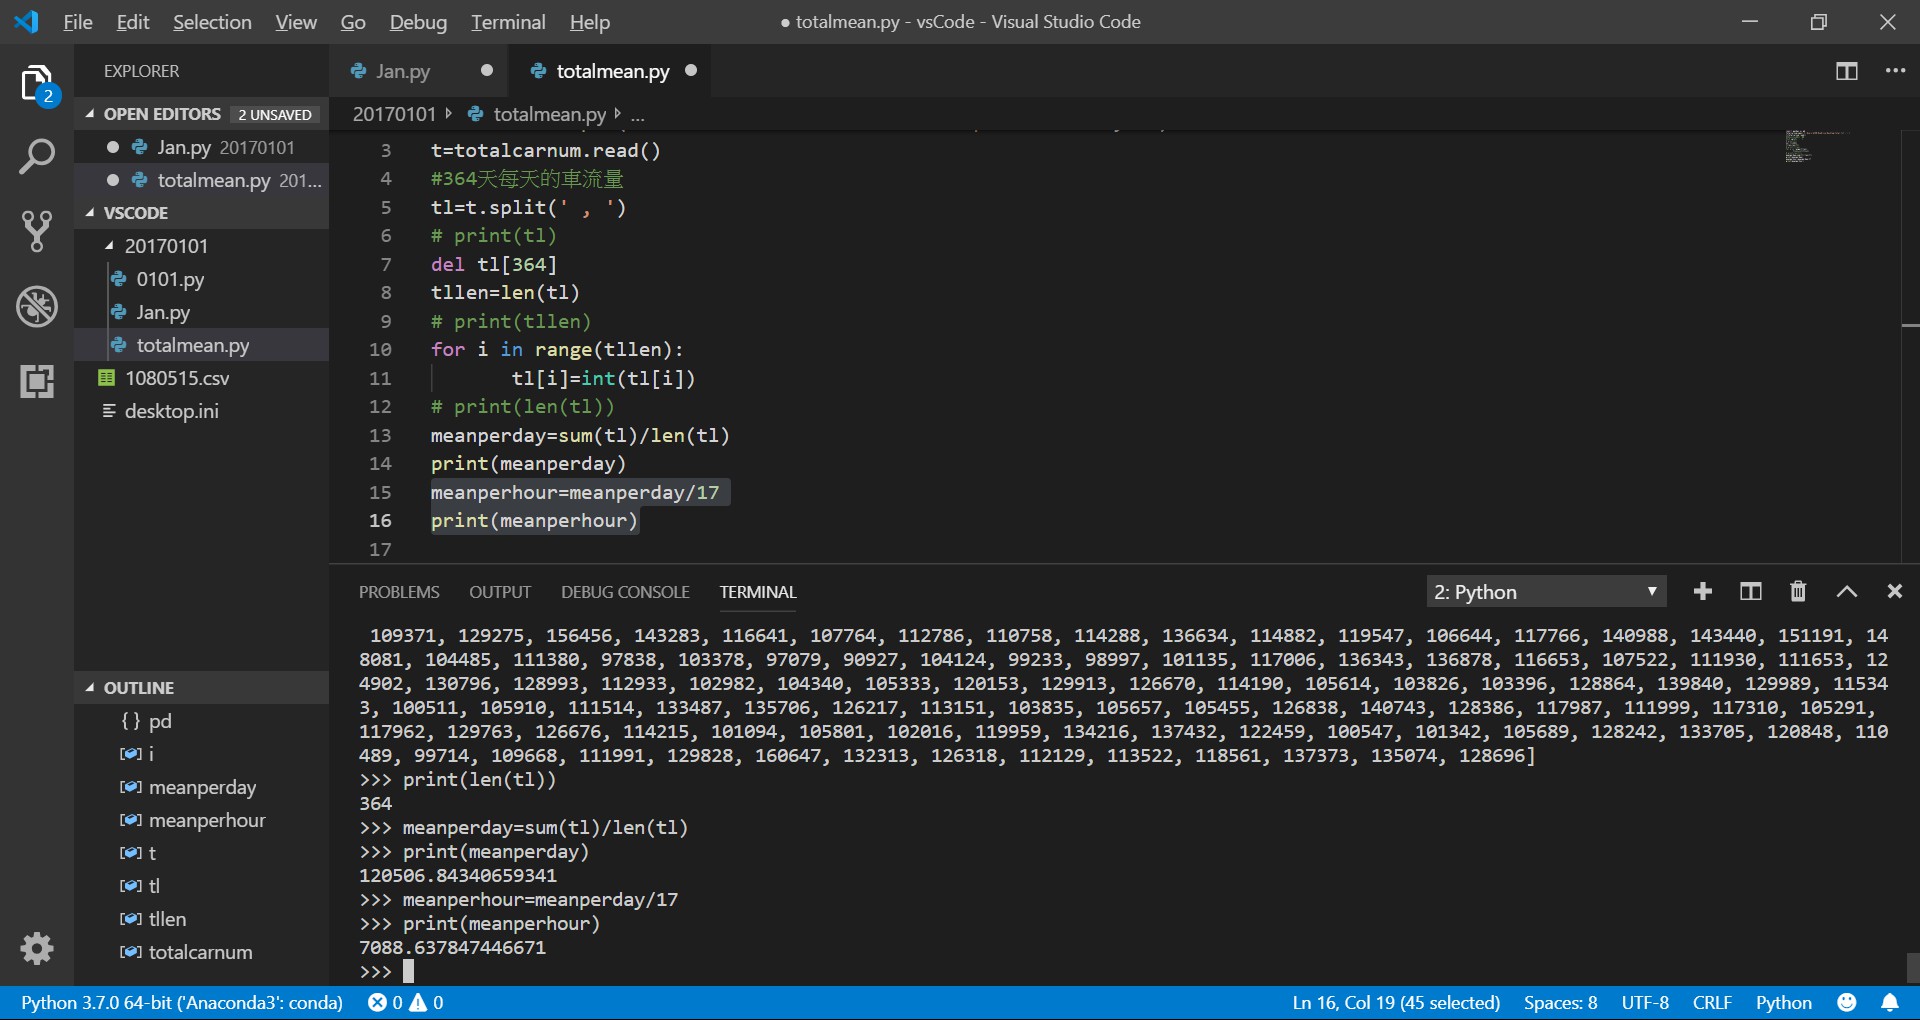 File Edit Selection View Go Debug Terminal Help
● totalmean.py - vsCode - Visual Studio Code
2
EXPLORER
OPEN EDITORS 2 UNSAVED
Jan.py 20170101
totalmean.py 201...
VSCODE
20170101
0101.py
Jan.py
totalmean.py
1080515.csv
desktop.ini
OUTLINE
{} pd
i
meanperday
meanperhour
t
tl
tllen
totalcarnum
Jan.py
totalmean.py
20170101 totalmean.py ...
3 t=totalcarnum.read()
4 #364天每天的車流量
5 tl=t.split(' , ')
6 # print(tl)
7 del tl[364]
8 tllen=len(tl)
9 # print(tllen)
10 for i in range(tllen):
11 tl[i]=int(tl[i])
12 # print(len(tl))
13 meanperday=sum(tl)/len(tl)
14 print(meanperday)
15 meanperhour=meanperday/17
16 print(meanperhour)
17
PROBLEMS OUTPUT DEBUG CONSOLE TERMINAL
2: Python
109371, 129275, 156456, 143283, 116641, 107764, 112786, 110758, 114288, 136634, 114882, 119547, 106644, 117766, 140988, 143440, 151191, 14
8081, 104485, 111380, 97838, 103378, 97079, 90927, 104124, 99233, 98997, 101135, 117006, 136343, 136878, 116653, 107522, 111930, 111653, 12
4902, 130796, 128993, 112933, 102982, 104340, 105333, 120153, 129913, 126670, 114190, 105614, 103826, 103396, 128864, 139840, 129989, 11534
3, 100511, 105910, 111514, 133487, 135706, 126217, 113151, 103835, 105657, 105455, 126838, 140743, 128386, 117987, 111999, 117310, 105291,
117962, 129763, 126676, 114215, 101094, 105801, 102016, 119959, 134216, 137432, 122459, 100547, 101342, 105689, 128242, 133705, 120848, 110
489, 99714, 109668, 111991, 129828, 160647, 132313, 126318, 112129, 113522, 118561, 137373, 135074, 128696]
>>> print(len(tl))
364
>>> meanperday=sum(tl)/len(tl)
>>> print(meanperday)
120506.84340659341
>>> meanperhour=meanperday/17
>>> print(meanperhour)
7088.637847446671
>>>
Python 3.7.0 64-bit ('Anaconda3': conda) 0 0
Ln 16, Col 19 (45 selected) Spaces: 8 UTF-8 CRLF Python